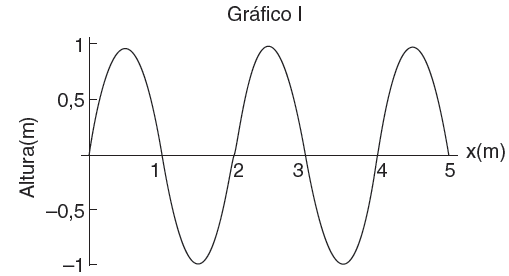 Gráfico I
1
0,5
–0,5
–1
Altura(m)
1 2 3 4 5
x(m)